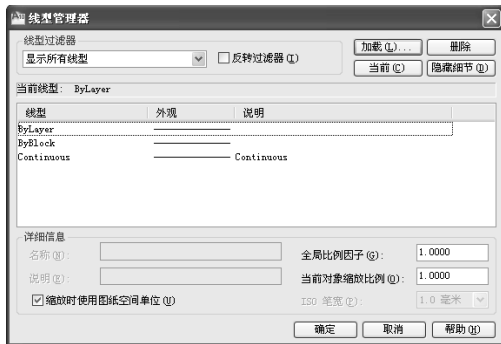 线型管理器
线型过滤器
显示所有线型
反转过滤器(I)
加载(L)... 删除
当前(C) 隐藏细节(D)
当前线型: ByLayer
线型 外观 说明
ByLayer
ByBlock
Continuous Continuous
详细信息
名称(N):
全局比例因子(G): 1.0000
说明(E):
当前对象缩放比例(O): 1.0000
缩放时使用图纸空间单位(U)
ISO 笔宽(P): 1.0 毫米
确定 取消 帮助(H)